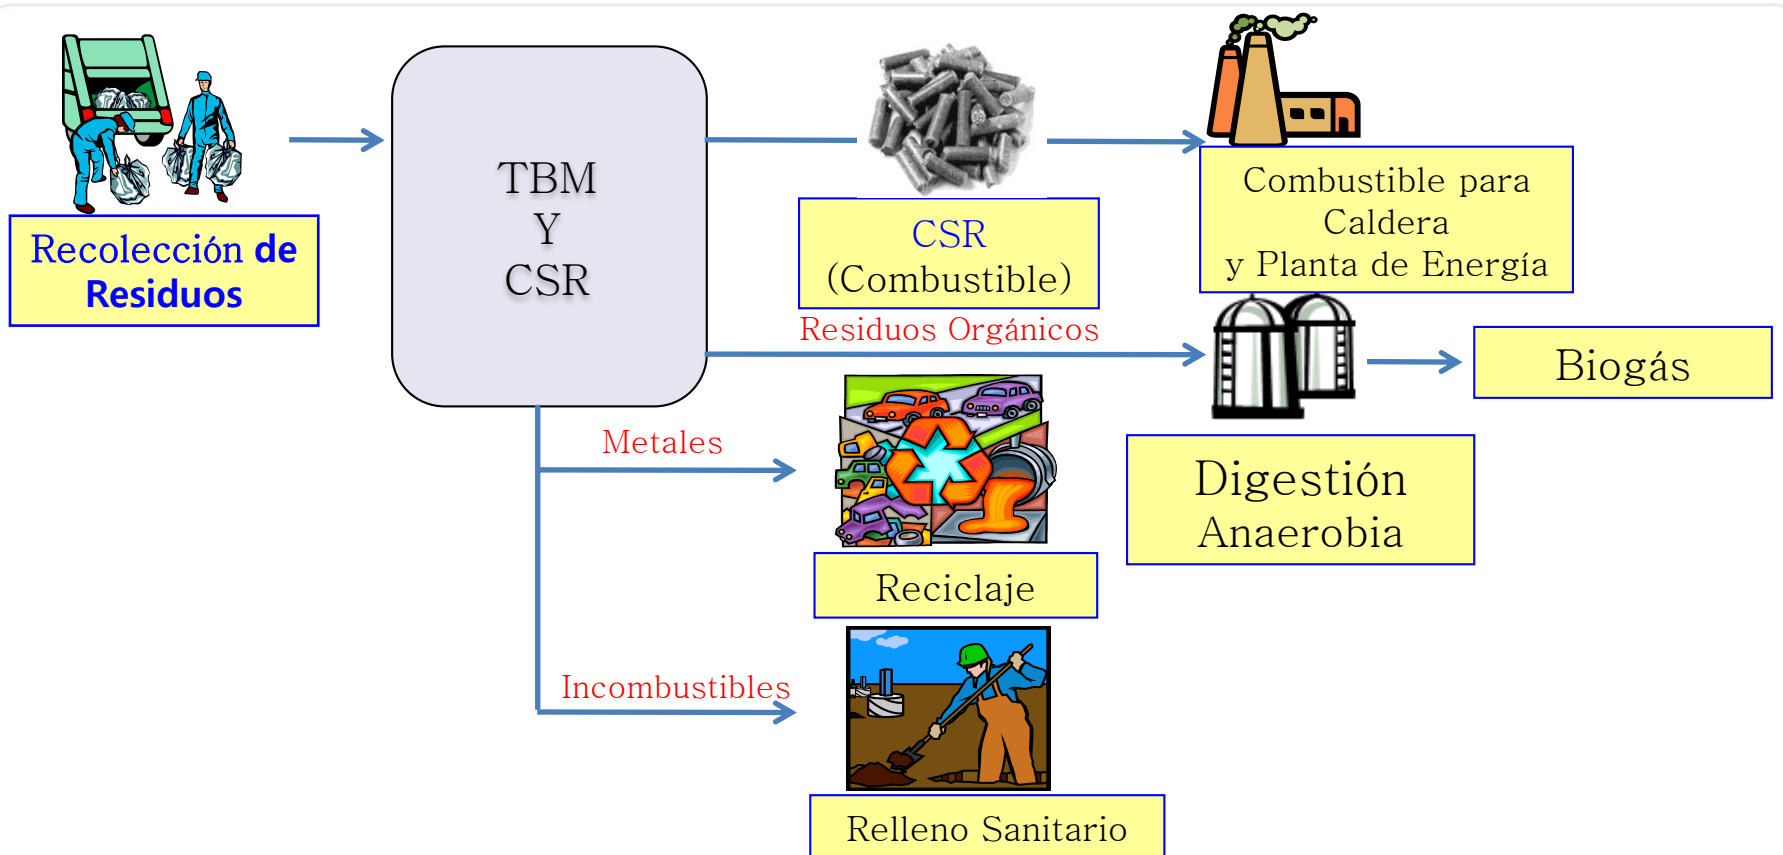 Recolección de
Residuos
TBM
Y
CSR
CSR
(Combustible)
Combustible para
Caldera
y Planta de Energía
Residuos Orgánicos
Biogás
Digestión
Anaerobia
Metales
Reciclaje
Incombustibles
Relleno Sanitario